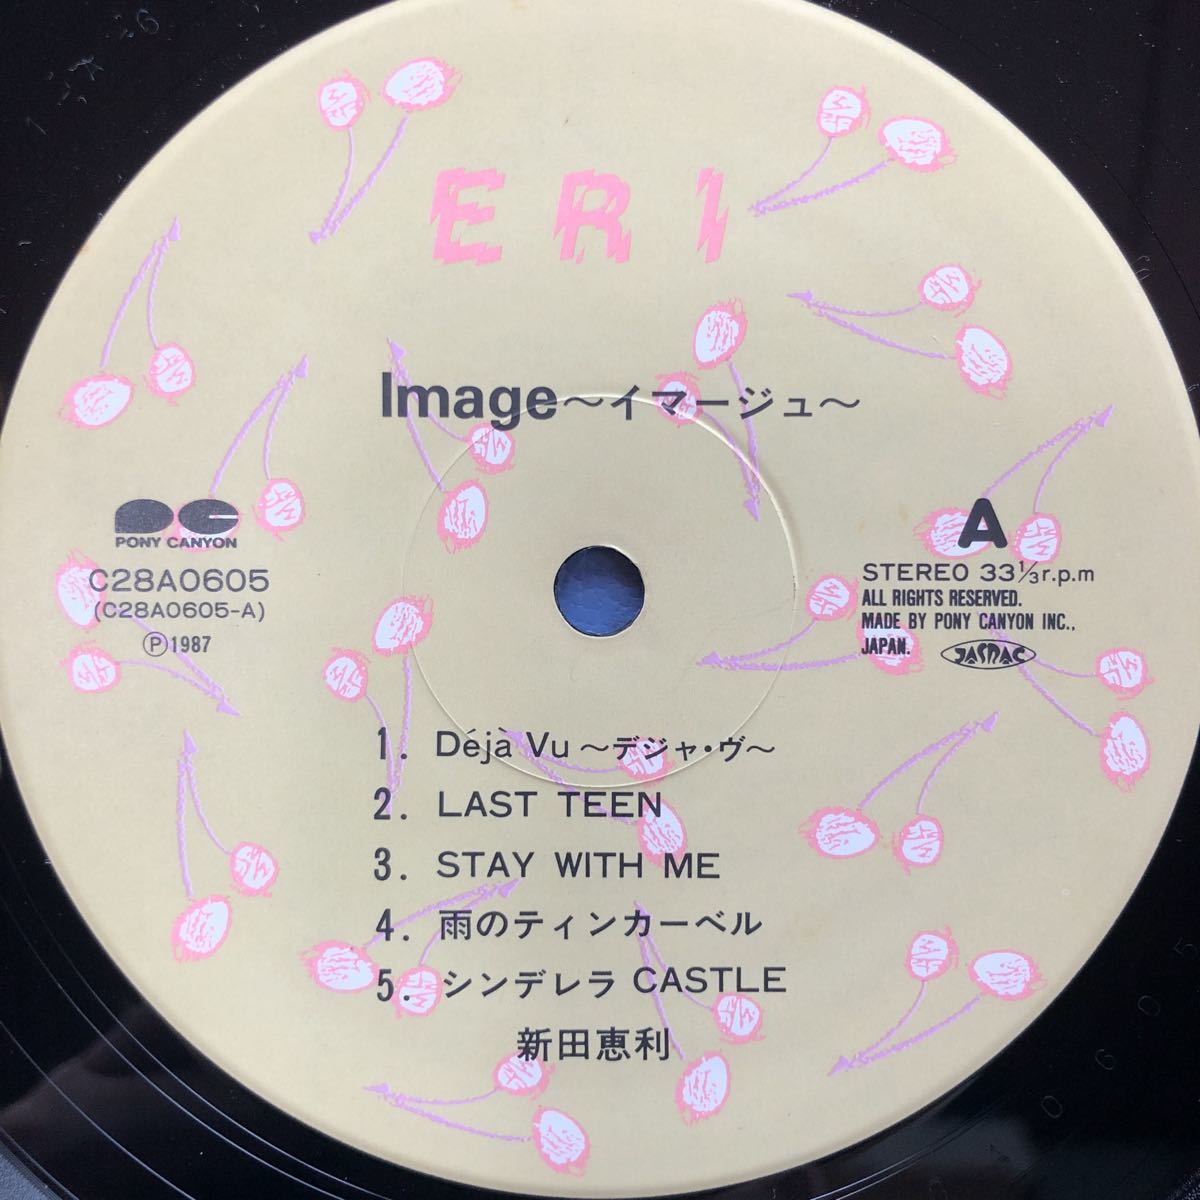 ERI
Image～イマージュ～
PC
PONY CANYON
C28A0605
(C28A0605-A)
Ⓟ1987
A
STEREO 33⅓r.p.m
ALL RIGHTS RESERVED.
MADE BY PONY CANYON INC.,
JAPAN. JASRAC
1. Déjà Vu ～デジャ・ヴ～
2. LAST TEEN
3. STAY WITH ME
4. 雨のティンカーベル
5. シンデレラ CASTLE
新田恵利